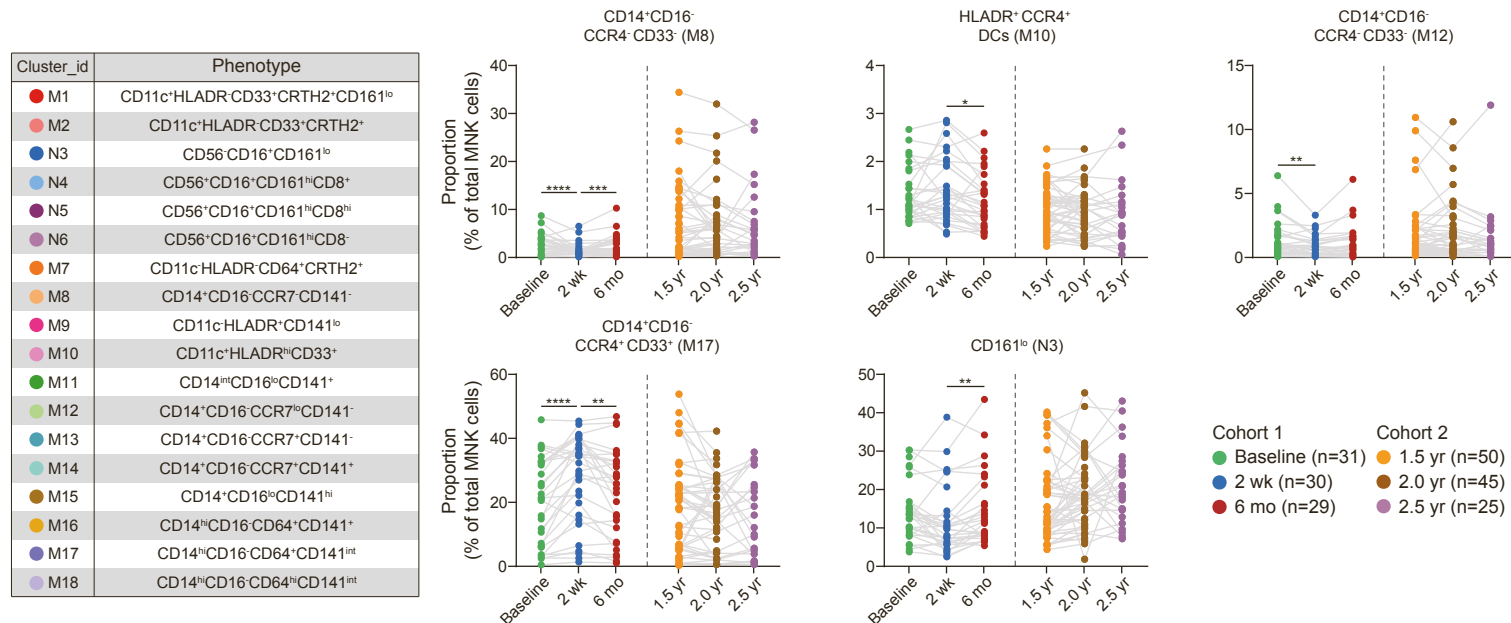 Cluster_id Phenotype
M1 CD11c⁺HLADR⁻CD33⁺CRTH2⁺CD161ˡᵒ
M2 CD11c⁺HLADR⁻CD33⁺CRTH2⁺
N3 CD56⁻CD16⁺CD161ˡᵒ
N4 CD56⁺CD16⁺CD161ʰⁱCD8⁺
N5 CD56⁺CD16⁺CD161ʰⁱCD8ʰⁱ
N6 CD56⁺CD16⁺CD161ʰⁱCD8⁻
M7 CD11c⁻HLADR⁻CD64⁺CRTH2⁺
M8 CD14⁺CD16⁻CCR7⁻CD141⁻
M9 CD11c⁻HLADR⁺CD141ˡᵒ
M10 CD11c⁺HLADRʰⁱCD33⁺
M11 CD14ⁱⁿᵗCD16ˡᵒCD141⁺
M12 CD14⁺CD16⁻CCR7ˡᵒCD141⁻
M13 CD14⁺CD16⁻CCR7⁺CD141⁻
M14 CD14⁺CD16⁻CCR7⁺CD141⁺
M15 CD14⁺CD16ˡᵒCD141ʰⁱ
M16 CD14ʰⁱCD16⁻CD64⁺CD141⁺
M17 CD14ʰⁱCD16⁻CD64⁺CD141ⁱⁿᵗ
M18 CD14ʰⁱCD16⁻CD64ʰⁱCD141ⁱⁿᵗ
CD14⁺CD16⁻
CCR4⁻CD33⁻ (M8)
Proportion
(% of total MNK cells)
40
30
20
10
0
**** ***
Baseline 2 wk 6 mo 1.5 yr 2.0 yr 2.5 yr
HLADR⁺ CCR4⁺
DCs (M10)
4
3
2
1
0
*
Baseline 2 wk 6 mo 1.5 yr 2.0 yr 2.5 yr
CD14⁺CD16⁻
CCR4⁻CD33⁻ (M12)
15
10
5
0
**
Baseline 2 wk 6 mo 1.5 yr 2.0 yr 2.5 yr
CD14⁺CD16⁻
CCR4⁺ CD33⁺ (M17)
Proportion
(% of total MNK cells)
60
40
20
0
**** **
Baseline 2 wk 6 mo 1.5 yr 2.0 yr 2.5 yr
CD161ˡᵒ (N3)
50
40
30
20
10
0
**
Baseline 2 wk 6 mo 1.5 yr 2.0 yr 2.5 yr
Cohort 1 Cohort 2
Baseline (n=31) 1.5 yr (n=50)
2 wk (n=30) 2.0 yr (n=45)
6 mo (n=29) 2.5 yr (n=25)